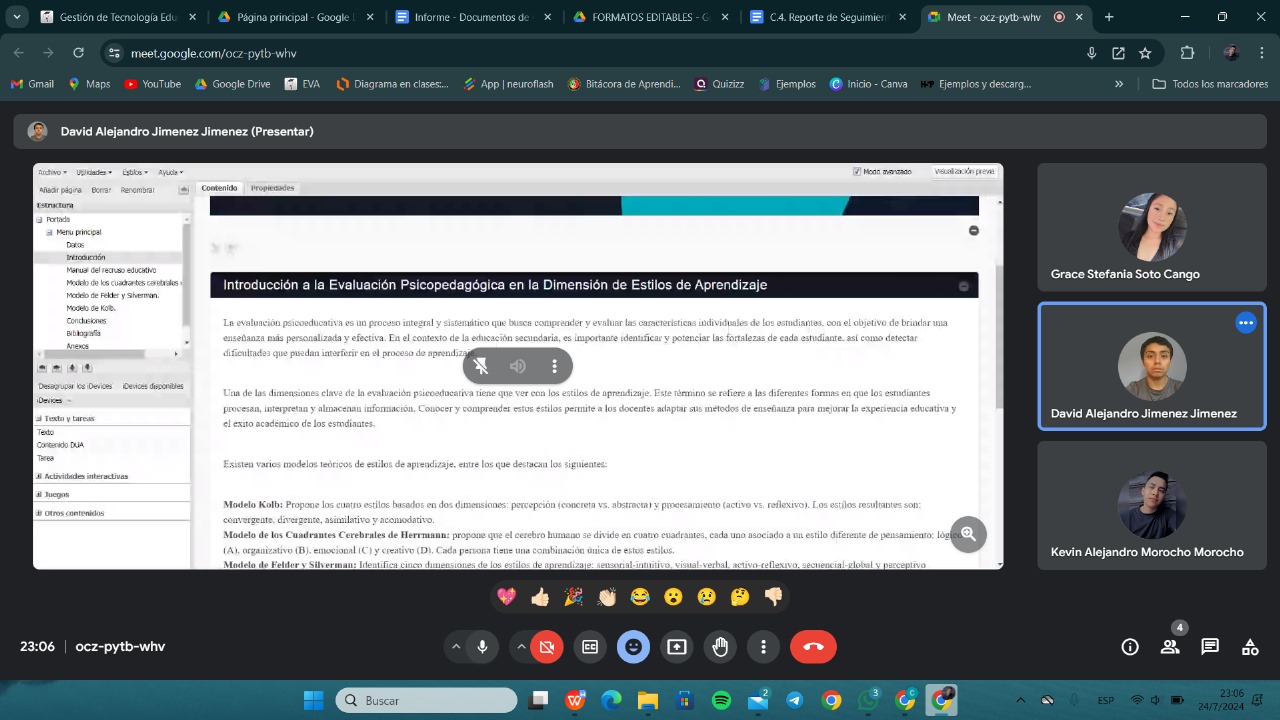 Gestión de Tecnología Edu
Página principal - Google D
Informe - Documentos de G
FORMATOS EDITABLES - G
C.4. Reporte de Seguimien
Meet - ocz-pytb-whv
meet.google.com/ocz-pytb-whv
Gmail
Maps
YouTube
Google Drive
EVA
Diagrama en clases:...
App | neuroflash
Bitácora de Aprendi...
Quizizz
Ejemplos
Inicio - Canva
Ejemplos y descarg...
Todos los marcadores
David Alejandro Jimenez Jimenez (Presentar)
Archivo
Utilidades
Estilos
Ayuda
Modo avanzado
Visualización previa
Añadir página
Borrar
Renombrar
Contenido
Propiedades
Estructura
Portada
Menu principal
Datos
Introducción
Manual del recruso educativo
Modelo de los cuadrantes cerebrales
Modelo de Felder y Silverman.
Modelo de Kolb.
Conclusiones
Bibliografía
Anexos
Desagrupar los iDevices
iDevices disponibles
iDevices
Texto y tareas
Texto
Contenido DUA
Tarea
Actividades interactivas
Juegos
Otros contenidos
Introducción a la Evaluación Psicopedagógica en la Dimensión de Estilos de Aprendizaje
La evaluación psicoeducativa es un proceso integral y sistemático que busca comprender y evaluar las características individuales de los estudiantes, con el objetivo de brindar una
enseñanza más personalizada y efectiva. En el contexto de la educación secundaria, es importante identificar y potenciar las fortalezas de cada estudiante, así como detectar
dificultades que puedan interferir en el proceso de aprendizaje.
Una de las dimensiones clave de la evaluación psicoeducativa tiene que ver con los estilos de aprendizaje. Este término se refiere a las diferentes formas en que los estudiantes
procesan, interpretan y almacenan información. Conocer y comprender estos estilos permite a los docentes adaptar sus métodos de enseñanza para mejorar la experiencia educativa y
el éxito académico de los estudiantes.
Existen varios modelos teóricos de estilos de aprendizaje, entre los que destacan los siguientes:
Modelo Kolb: Propone los cuatro estilos basados en dos dimensiones: percepción (concreta vs. abstracta) y procesamiento (activo vs. reflexivo). Los estilos resultantes son:
convergente, divergente, asimilativo y acomodativo.
Modelo de los Cuadrantes Cerebrales de Herrmann: propone que el cerebro humano se divide en cuatro cuadrantes, cada uno asociado a un estilo diferente de pensamiento: lógico
(A), organizativo (B), emocional (C) y creativo (D). Cada persona tiene una combinación única de estos estilos.
Modelo de Felder y Silverman: Identifica cinco dimensiones de los estilos de aprendizaje: sensorial-intuitivo, visual-verbal, activo-reflexivo, secuencial-global y perceptivo
Grace Stefania Soto Cango
David Alejandro Jimenez Jimenez
Kevin Alejandro Morocho Morocho
23:06
ocz-pytb-whv
4
Buscar
2
3
ESP
23:06
24/7/2024